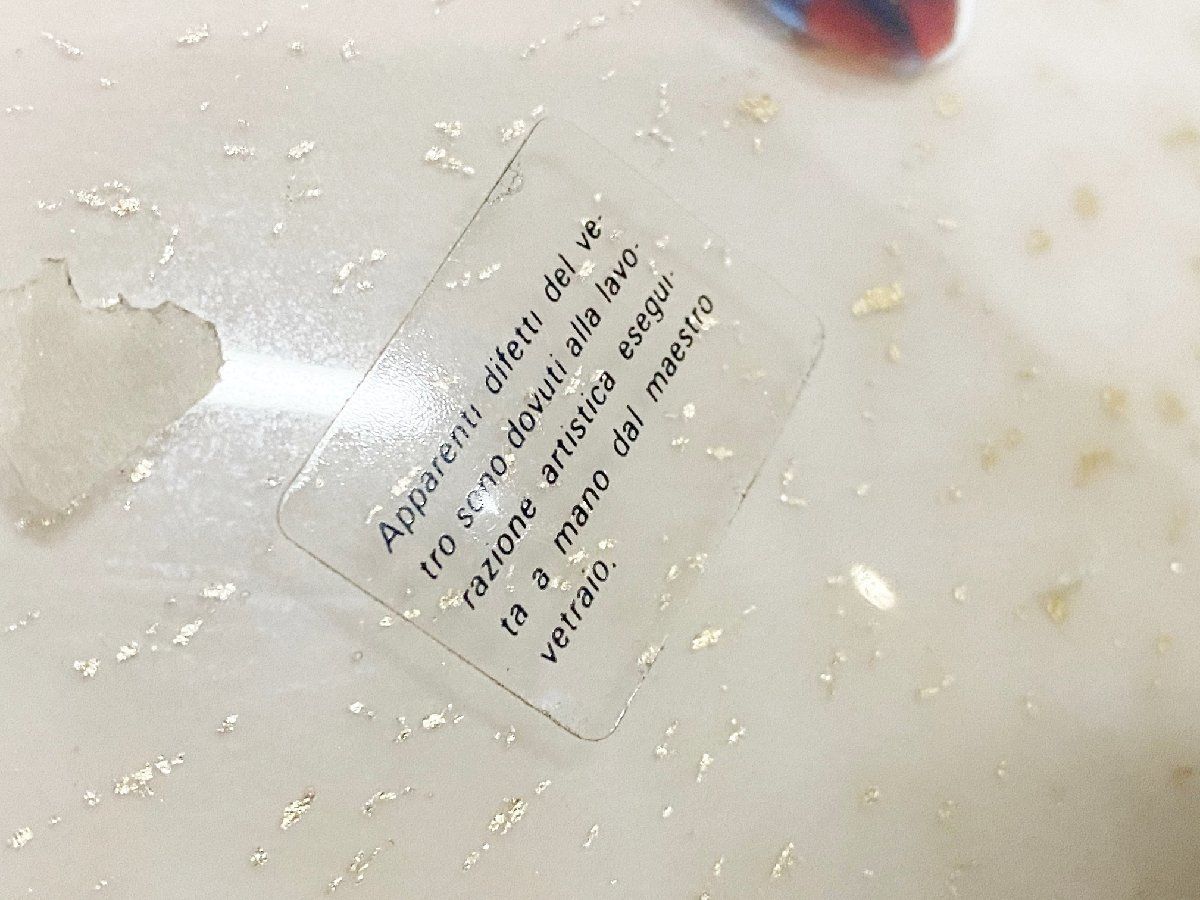 Apparenti difetti del ve-
tro sono dovuti alla lavo-
razione artistica esegui-
ta a mano dal maestro
vetraio.